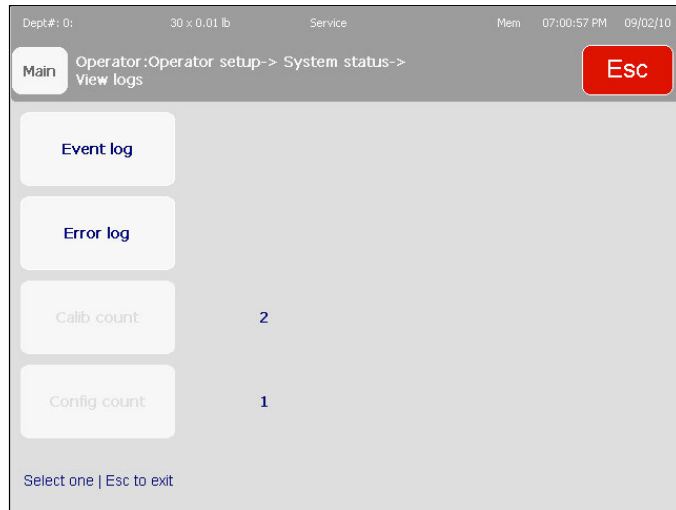 Dept#: 0: 30 x 0.01 lb Service Mem 07:00:57 PM 09/02/10
Main Operator:Operator setup-> System status-> Esc
View logs
Event log
Error log
Calib count 2
Config count 1
Select one | Esc to exit